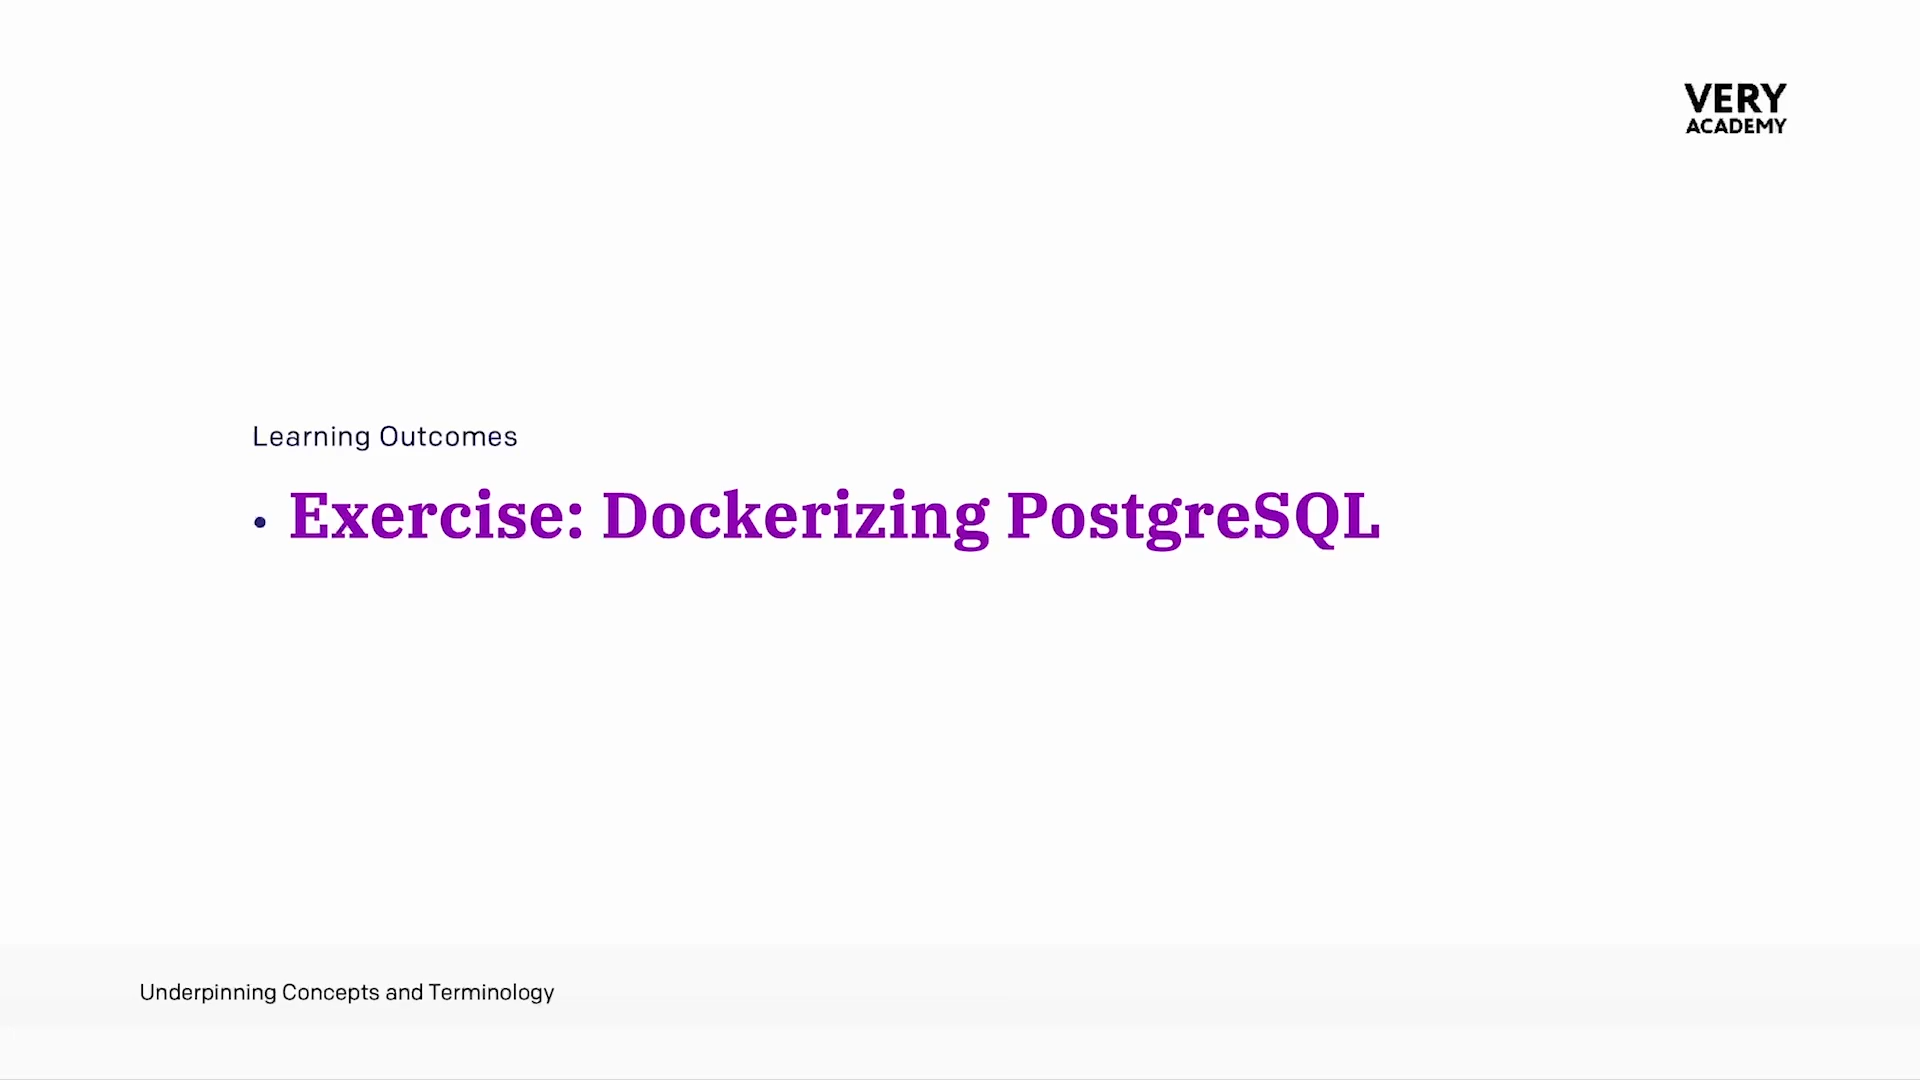 VERY
ACADEMY
Learning Outcomes
• Exercise: Dockerizing PostgreSQL
Underpinning Concepts and Terminology